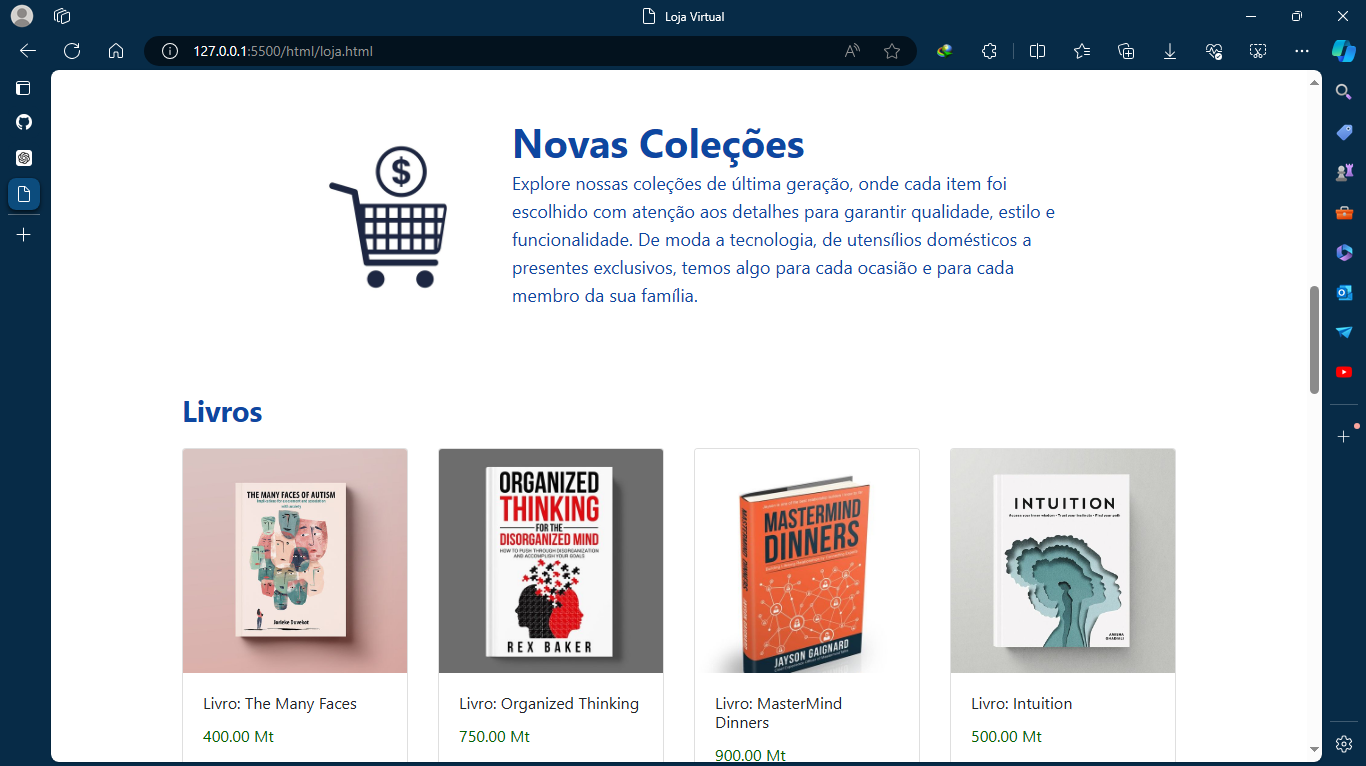 Loja Virtual
127.0.0.1:5500/html/loja.html
$
Novas Coleções
Explore nossas coleções de última geração, onde cada item foi
escolhido com atenção aos detalhes para garantir qualidade, estilo e
funcionalidade. De moda a tecnologia, de utensílios domésticos a
presentes exclusivos, temos algo para cada ocasião e para cada
membro da sua família.
Livros
THE MANY FACES OF AUTISM
ORGANIZED
THINKING
FOR THE
DISORGANIZED MIND
HOW TO PUSH THROUGH DISORGANIZATION
AND ACCOMPLISH YOUR GOALS
REX BAKER
MASTERMIND
DINNERS
MASTERMIND DINNERS
JAYSON GAIGNARD
INTUITION
Livro: The Many Faces
400.00 Mt
Livro: Organized Thinking
750.00 Mt
Livro: MasterMind
Dinners
900.00 Mt
Livro: Intuition
500.00 Mt